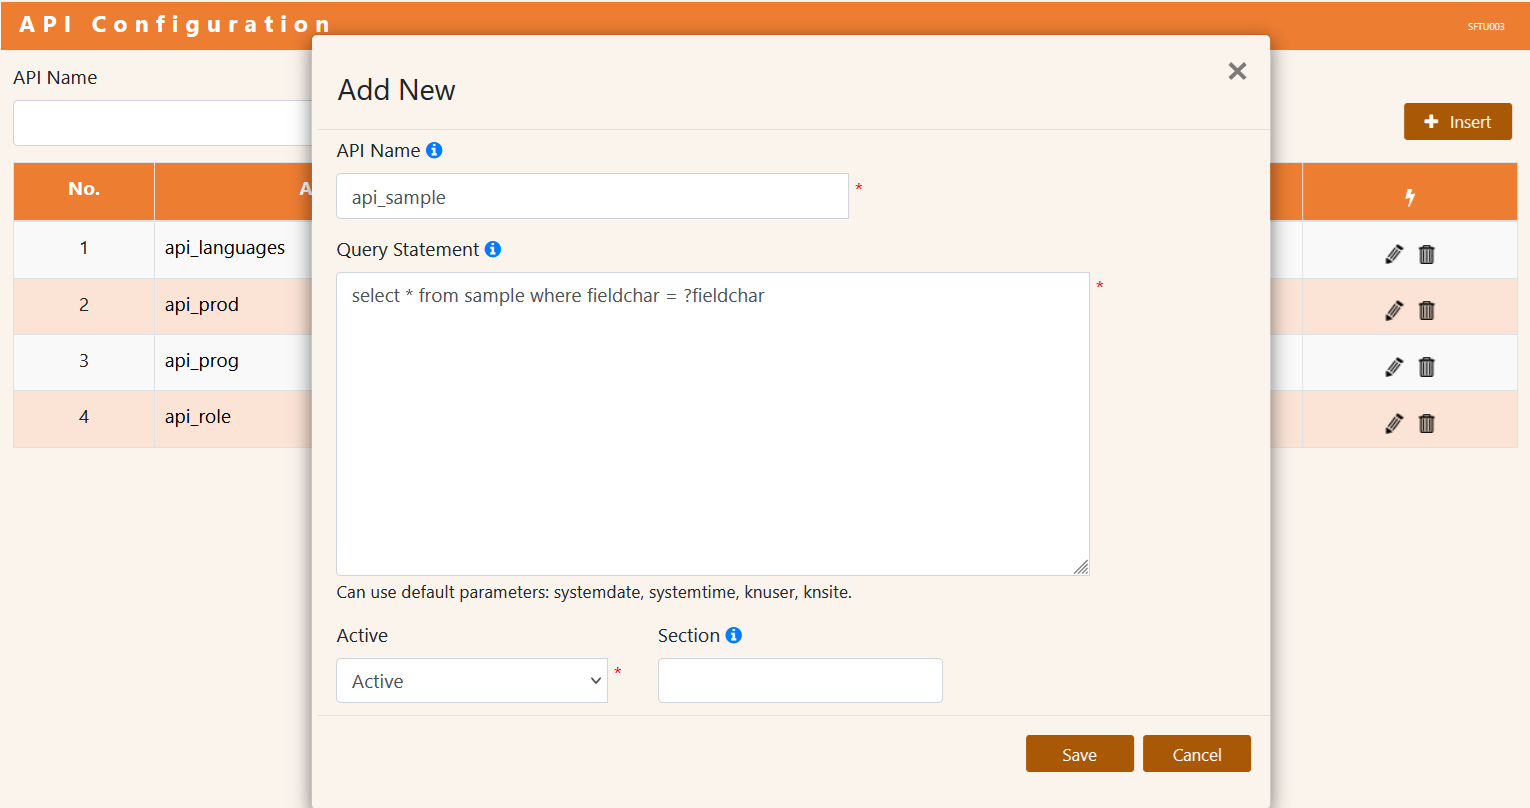 API Configuration
SFTU003
API Name
Insert
No.
A
1
api_languages
2
api_prod
3
api_prog
4
api_role
Add New
API Name
api_sample
*
Query Statement
select * from sample where fieldchar = ?fieldchar
*
Can use default parameters: systemdate, systemtime, knuser, knsite.
Active
Section
Active
*
Save
Cancel